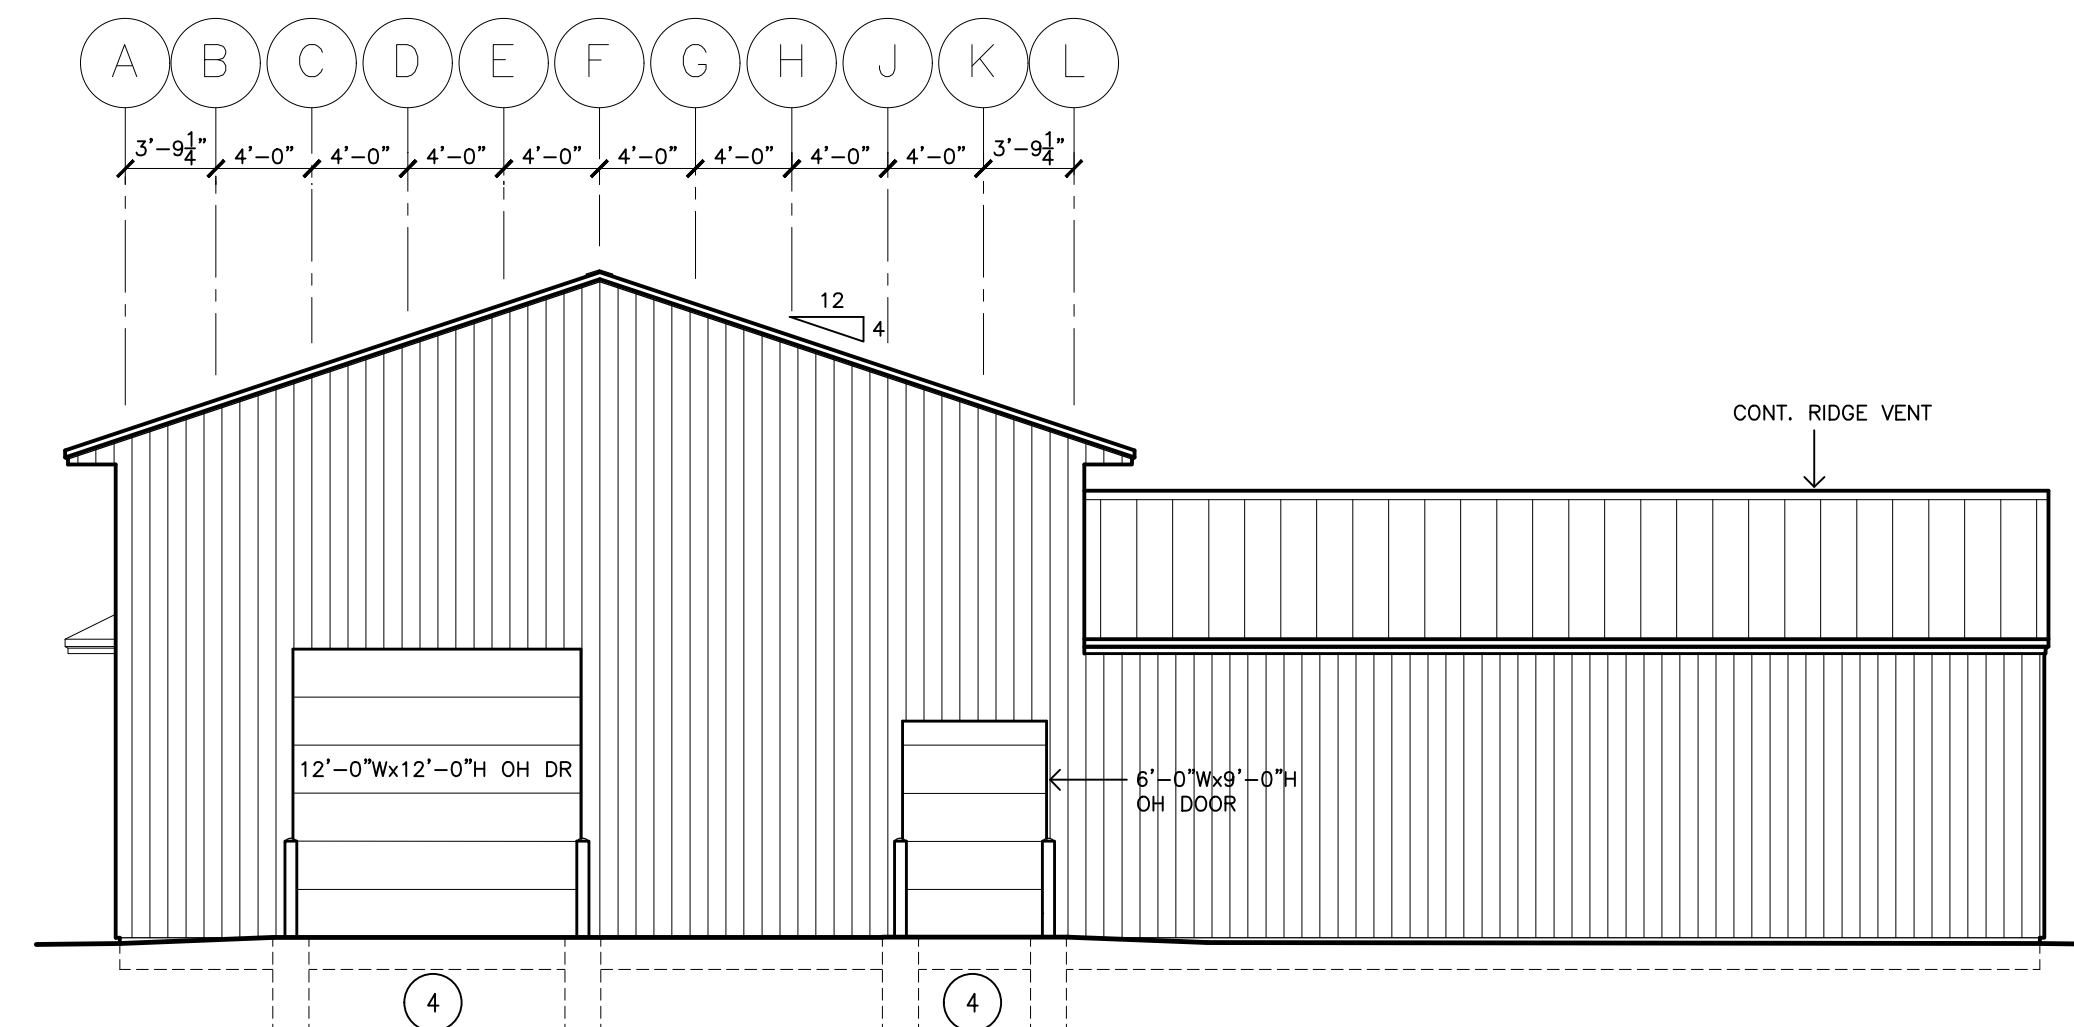 A B C D E F G H J K L
3'-9 1/4" 4'-0" 4'-0" 4'-0" 4'-0" 4'-0" 4'-0" 4'-0" 4'-0" 3'-9 1/4"
12
4
CONT. RIDGE VENT
12'-0"Wx12'-0"H OH DR
6'-0"Wx9'-0"H
OH DOOR
4 4